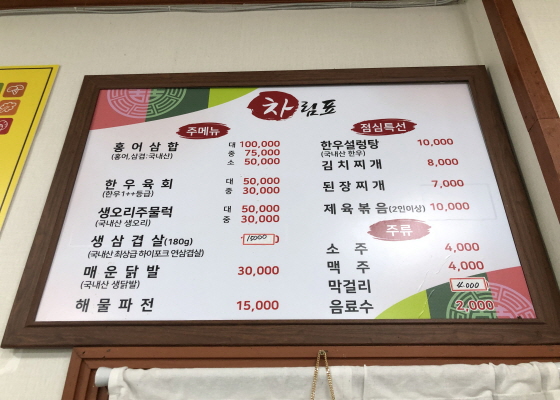 차림표
주메뉴
홍어삼합 대 100,000
(홍어,삼겹:국내산) 중 75,000
소 50,000
한우육회 대 50,000
(한우1++등급) 중 30,000
생오리주물럭 대 50,000
(국내산 생오리) 중 30,000
생삼겹살(180g)
(국내산 최상급 하이포크 연삼겹살)
매운닭발 30,000
(국내산 생닭발)
해물파전 15,000
점심특선
한우설렁탕 10,000
(국내산 한우)
김치찌개 8,000
된장찌개 7,000
제육볶음(2인이상) 10,000
주류
소주 4,000
맥주 4,000
막걸리 4,000
음료수 2,000